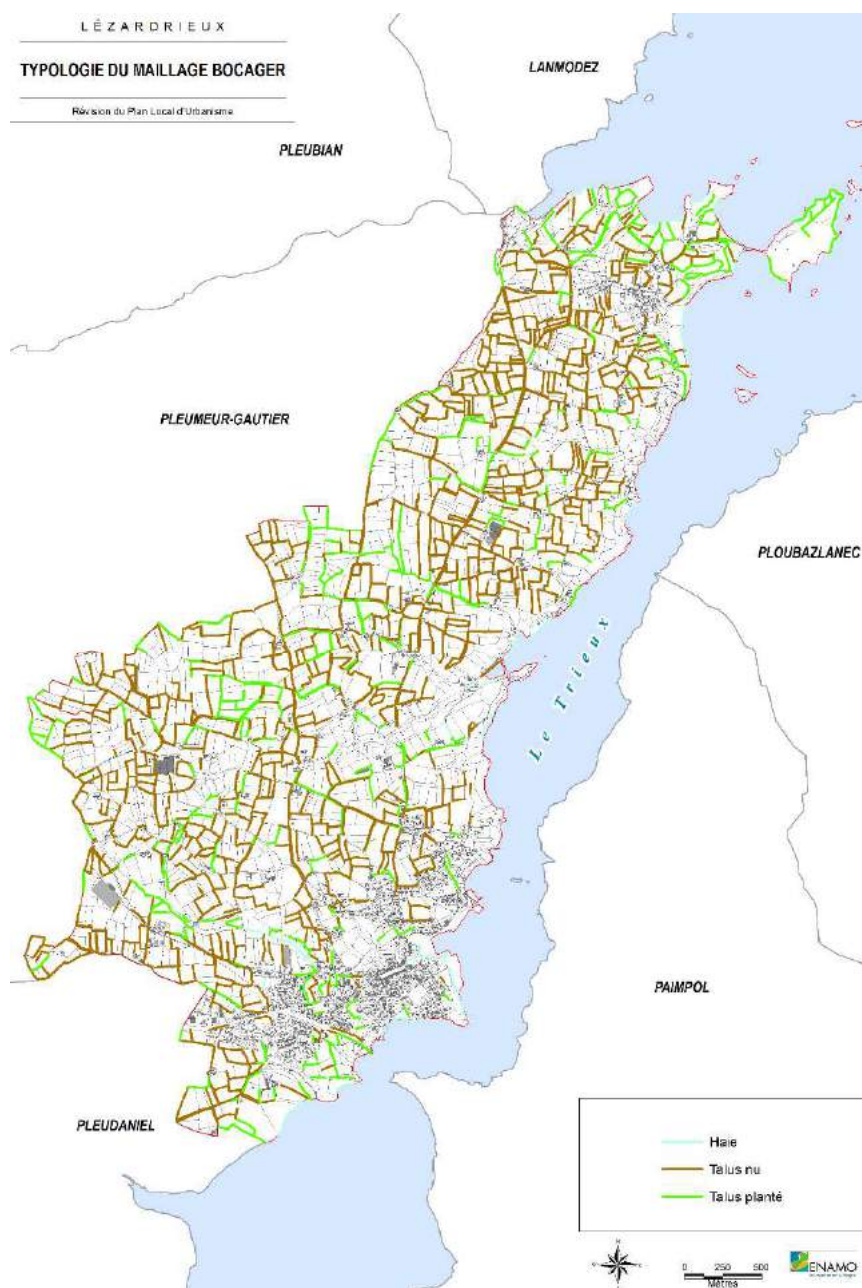 LÉZARDRIEUX
TYPOLOGIE DU MAILLAGE BOCAGER
Révision du Plan Local d'Urbanisme
LANMODEZ
PLEUBIAN
PLEUMEUR-GAUTIER
PLOUBAZLANEC
Le Trieux
PAIMPOL
PLEUDANIEL
Haie
Talus nu
Talus planté
0 250 500
Mètres
ENAMO